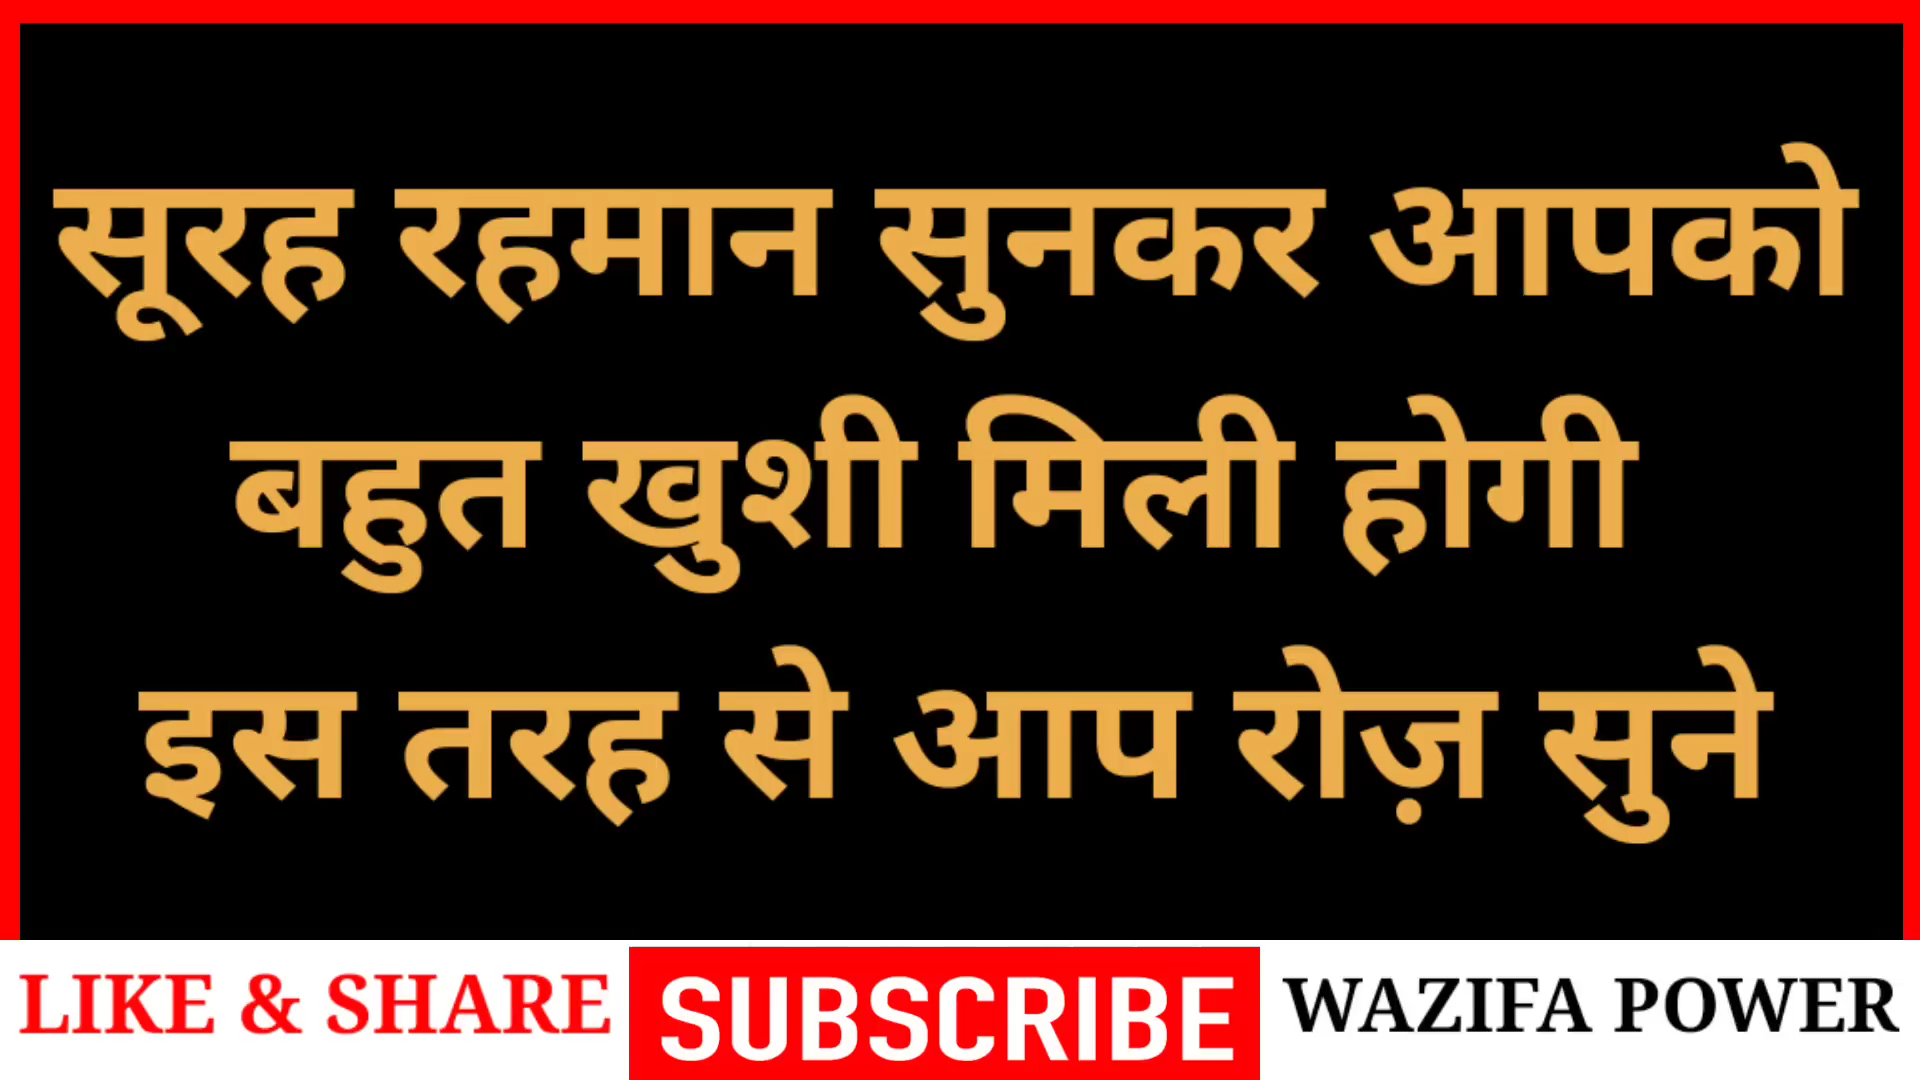 सूरह रहमान सुनकर आपको
बहुत खुशी मिली होगी
इस तरह से आप रोज़ सुने
LIKE & SHARE SUBSCRIBE WAZIFA POWER